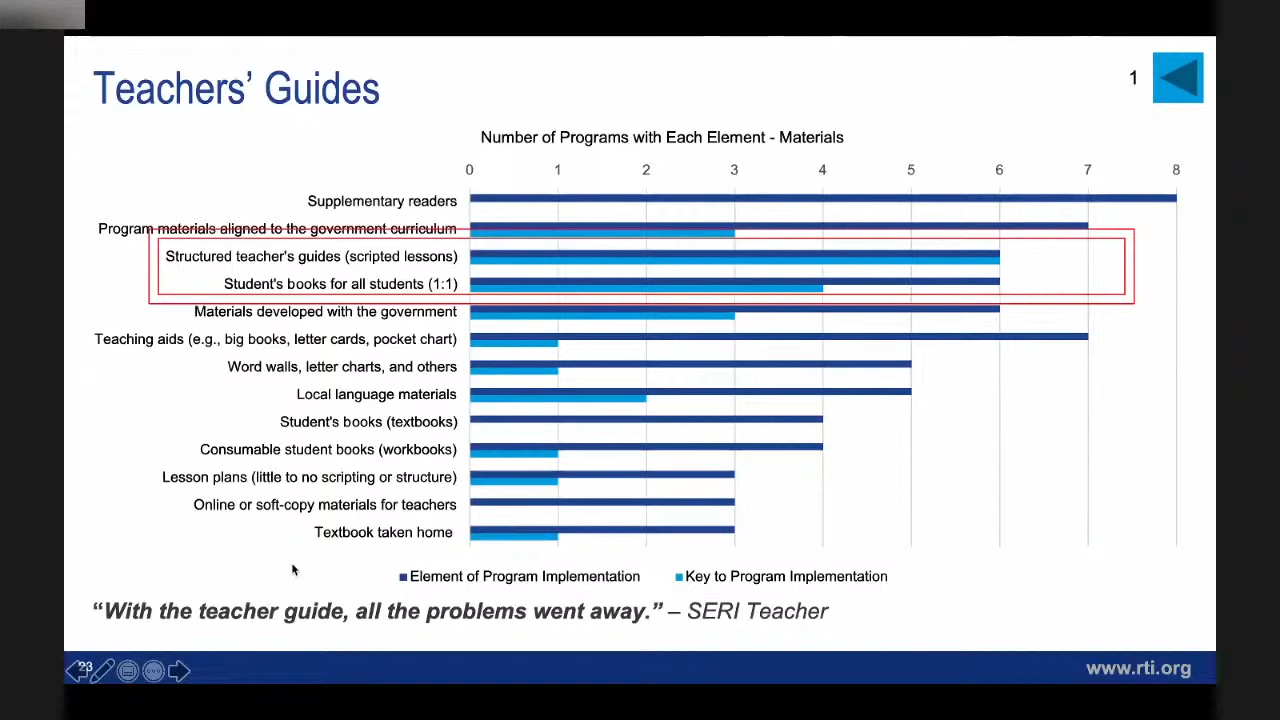 Teachers' Guides
1
Number of Programs with Each Element - Materials
0 1 2 3 4 5 6 7 8
Supplementary readers
Program materials aligned to the government curriculum
Structured teacher's guides (scripted lessons)
Student's books for all students (1:1)
Materials developed with the government
Teaching aids (e.g., big books, letter cards, pocket chart)
Word walls, letter charts, and others
Local language materials
Student's books (textbooks)
Consumable student books (workbooks)
Lesson plans (little to no scripting or structure)
Online or soft-copy materials for teachers
Textbook taken home
Element of Program Implementation Key to Program Implementation
“With the teacher guide, all the problems went away.” – SERI Teacher
23
www.rti.org